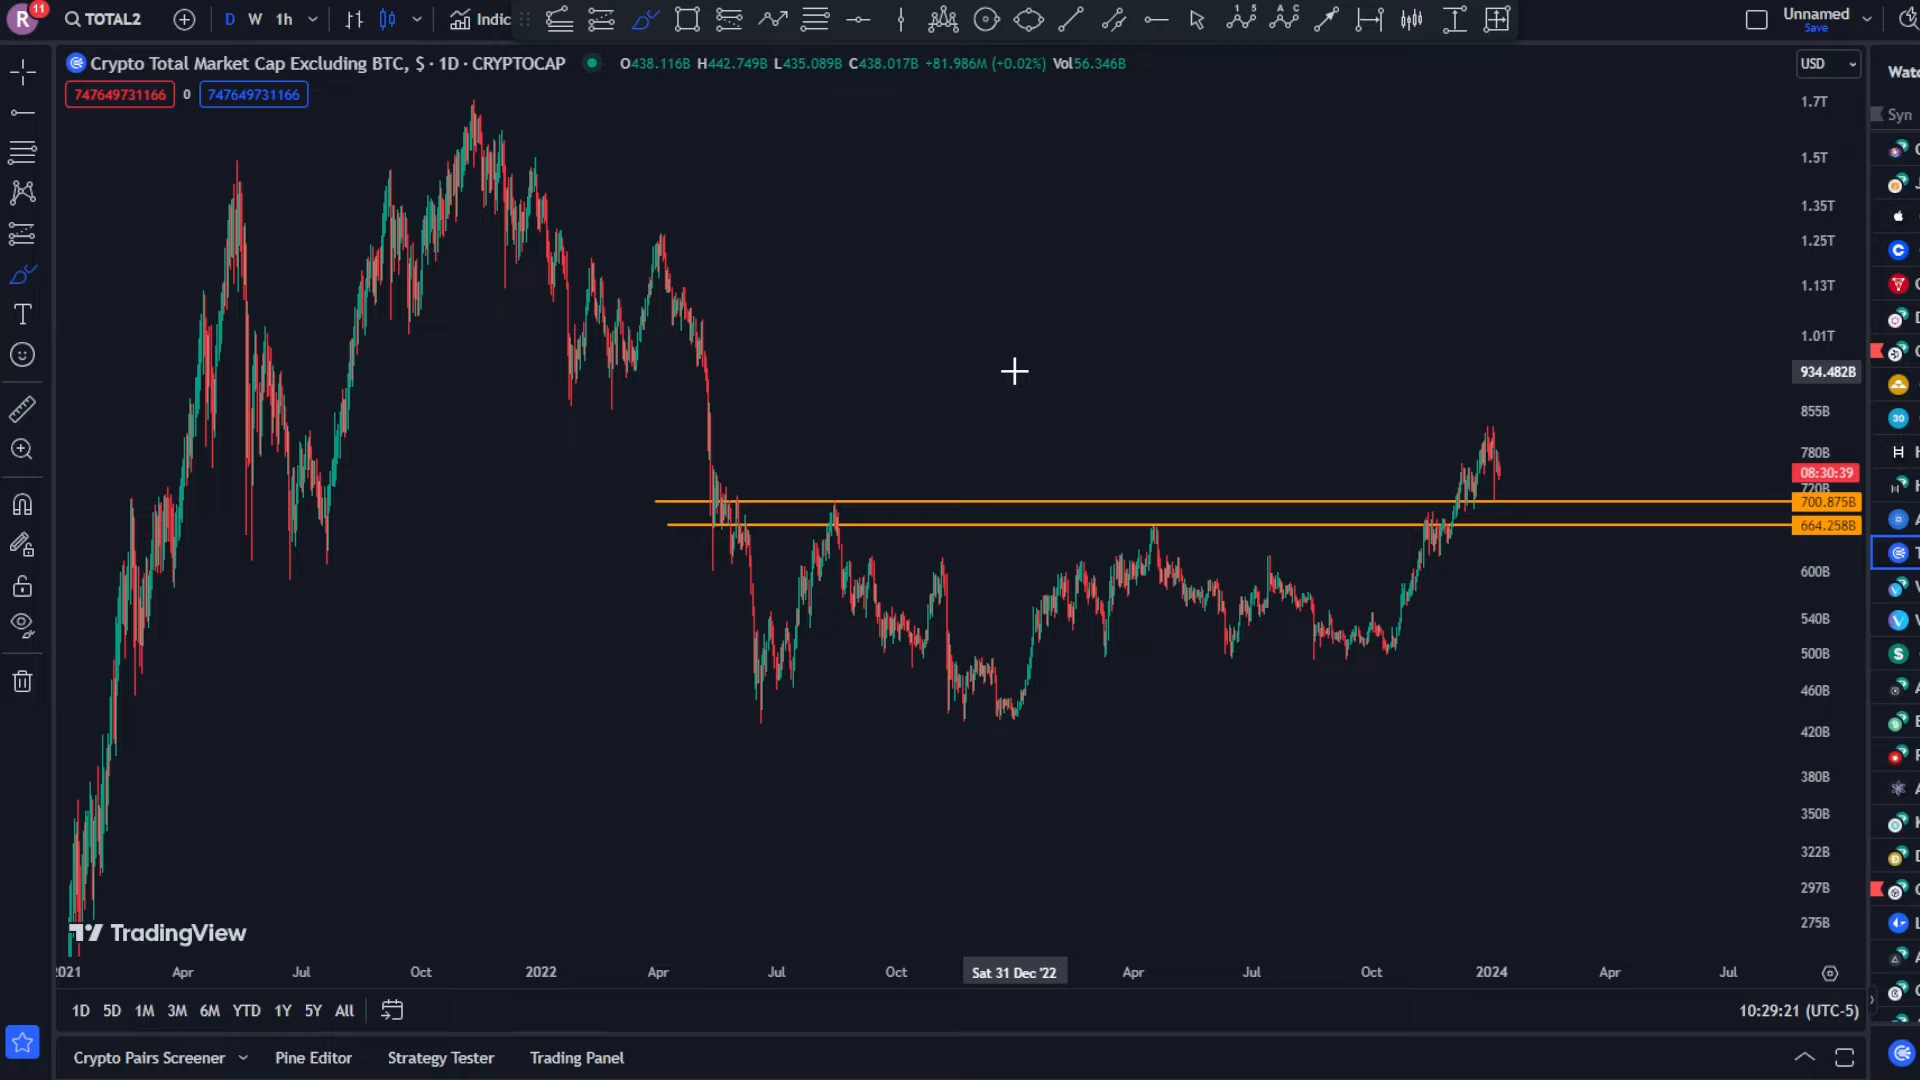 R 11 TOTAL2 D W 1h Indic Unnamed
Save
Crypto Total Market Cap Excluding BTC, $ · 1D · CRYPTOCAP O438.116B H442.749B L435.089B C438.017B +81.986M (+0.02%) Vol56.346B USD Watc
747649731166 0 747649731166
1.7T
Syn
1.5T
1.35T
1.25T
1.13T
1.01T
934.482B
855B
30
780B
08:30:39
720B
700.875B
664.258B
600B
540B
500B
460B
420B
380B
350B
322B
297B
275B
TradingView
2021 Apr Jul Oct 2022 Apr Jul Oct Sat 31 Dec '22 Apr Jul Oct 2024 Apr Jul
1D 5D 1M 3M 6M YTD 1Y 5Y All 10:29:21 (UTC-5)
Crypto Pairs Screener Pine Editor Strategy Tester Trading Panel